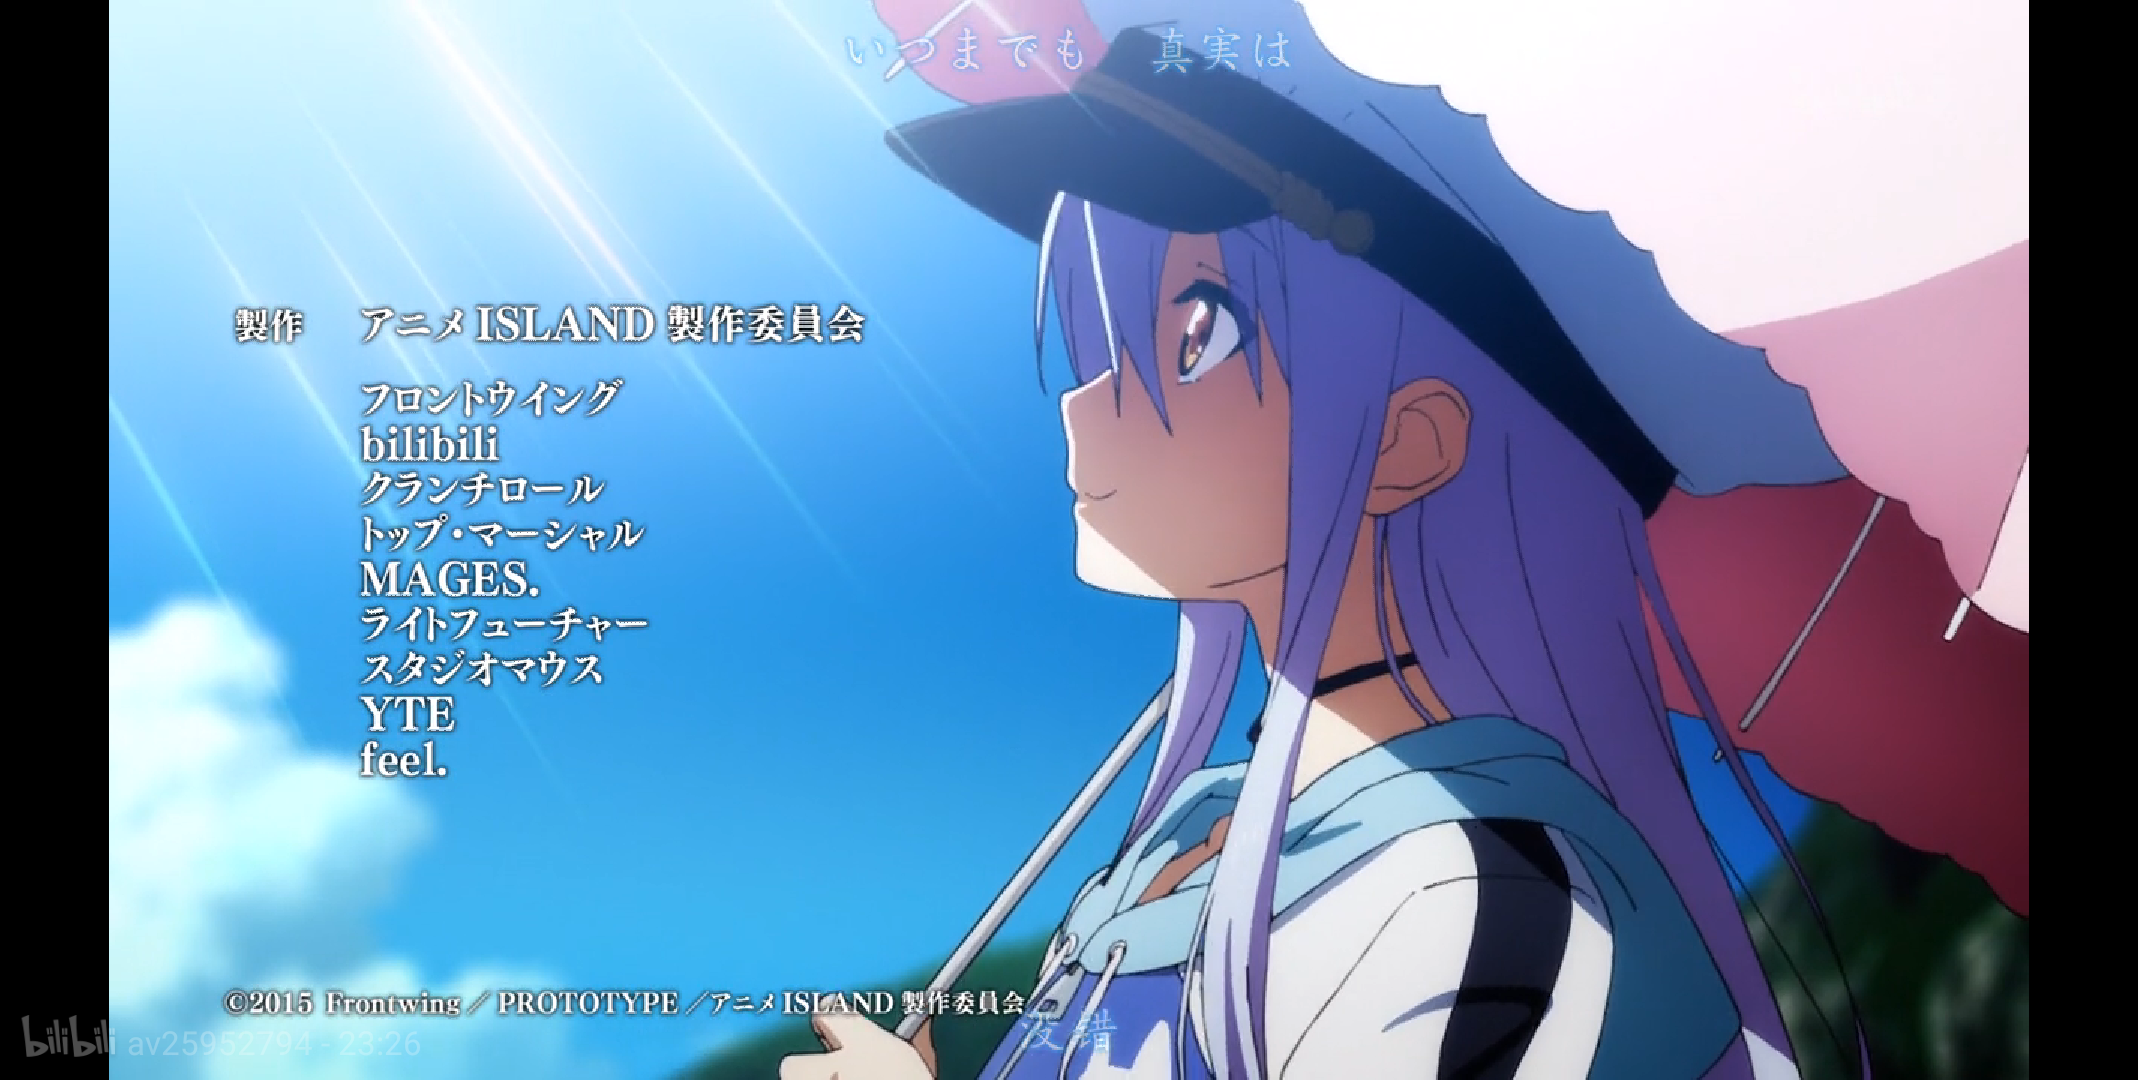 いつまでも　真実は
製作　アニメISLAND製作委員会
フロントウイング
bilibili
クランチロール
トップ・マーシャル
MAGES.
ライトフューチャー
スタジオマウス
YTE
feel.
©2015 Frontwing／PROTOTYPE／アニメISLAND製作委員会
bilibili av25952794 - 23:26
没错